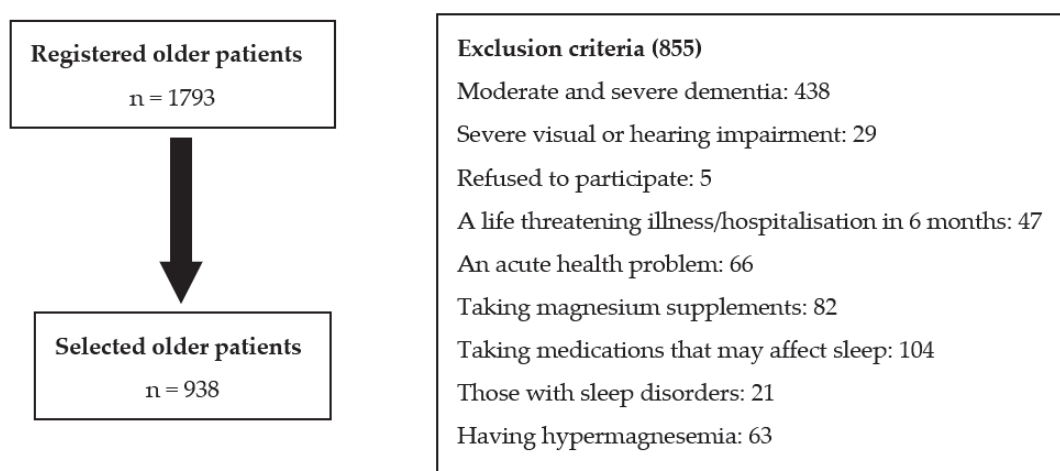 Registered older patients
n = 1793
Selected older patients
n = 938
Exclusion criteria (855)
Moderate and severe dementia: 438
Severe visual or hearing impairment: 29
Refused to participate: 5
A life threatening illness/hospitalisation in 6 months: 47
An acute health problem: 66
Taking magnesium supplements: 82
Taking medications that may affect sleep: 104
Those with sleep disorders: 21
Having hypermagnesemia: 63